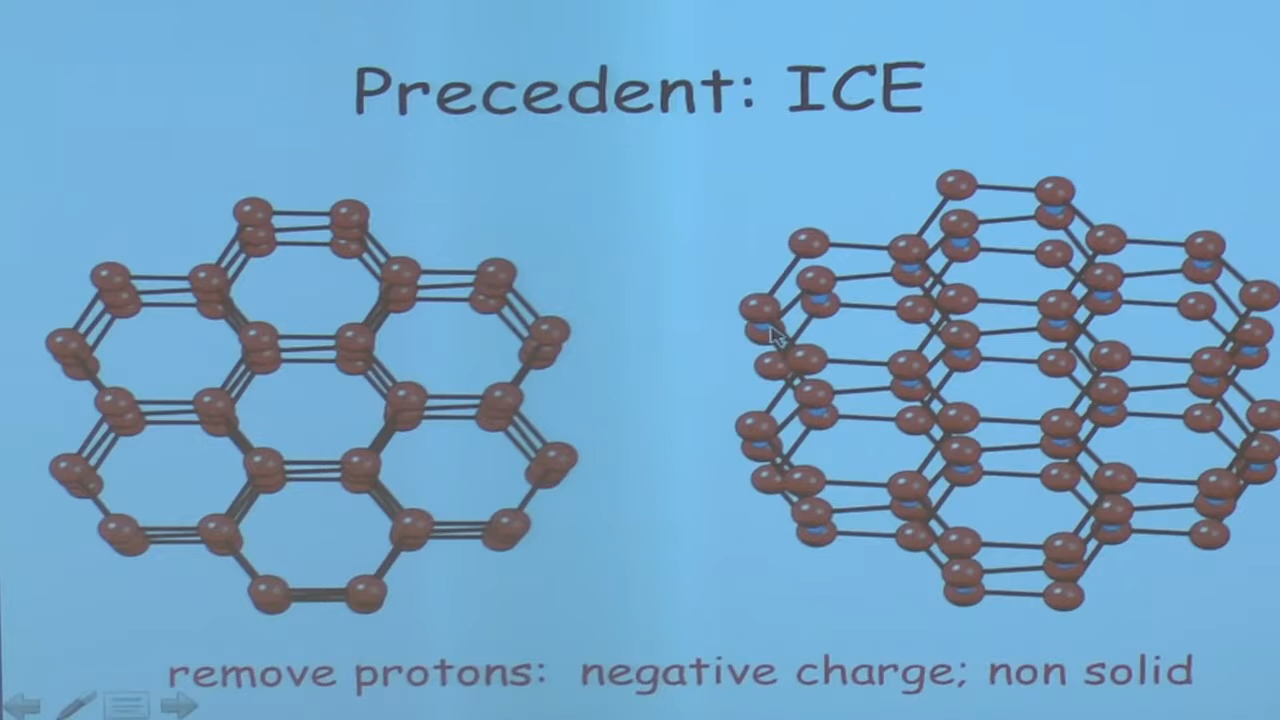 Precedent: ICE
remove protons: negative charge; non solid